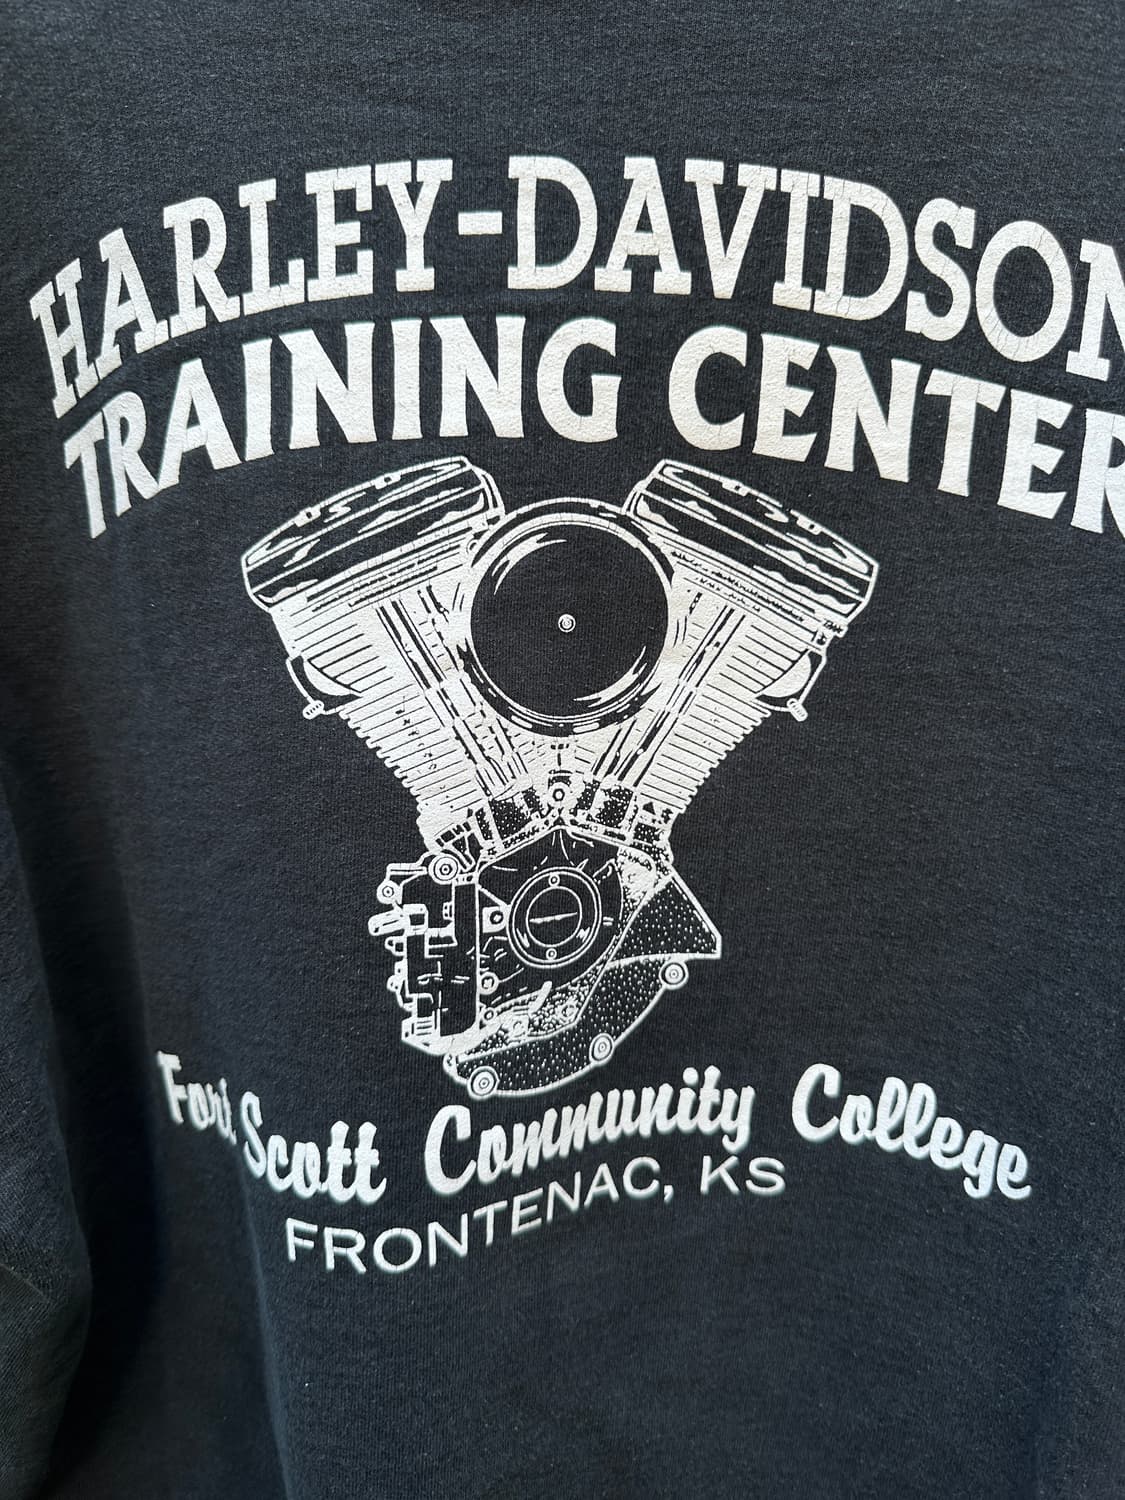 HARLEY-DAVIDSON
TRAINING CENTER
Fort Scott Community College
FRONTENAC, KS